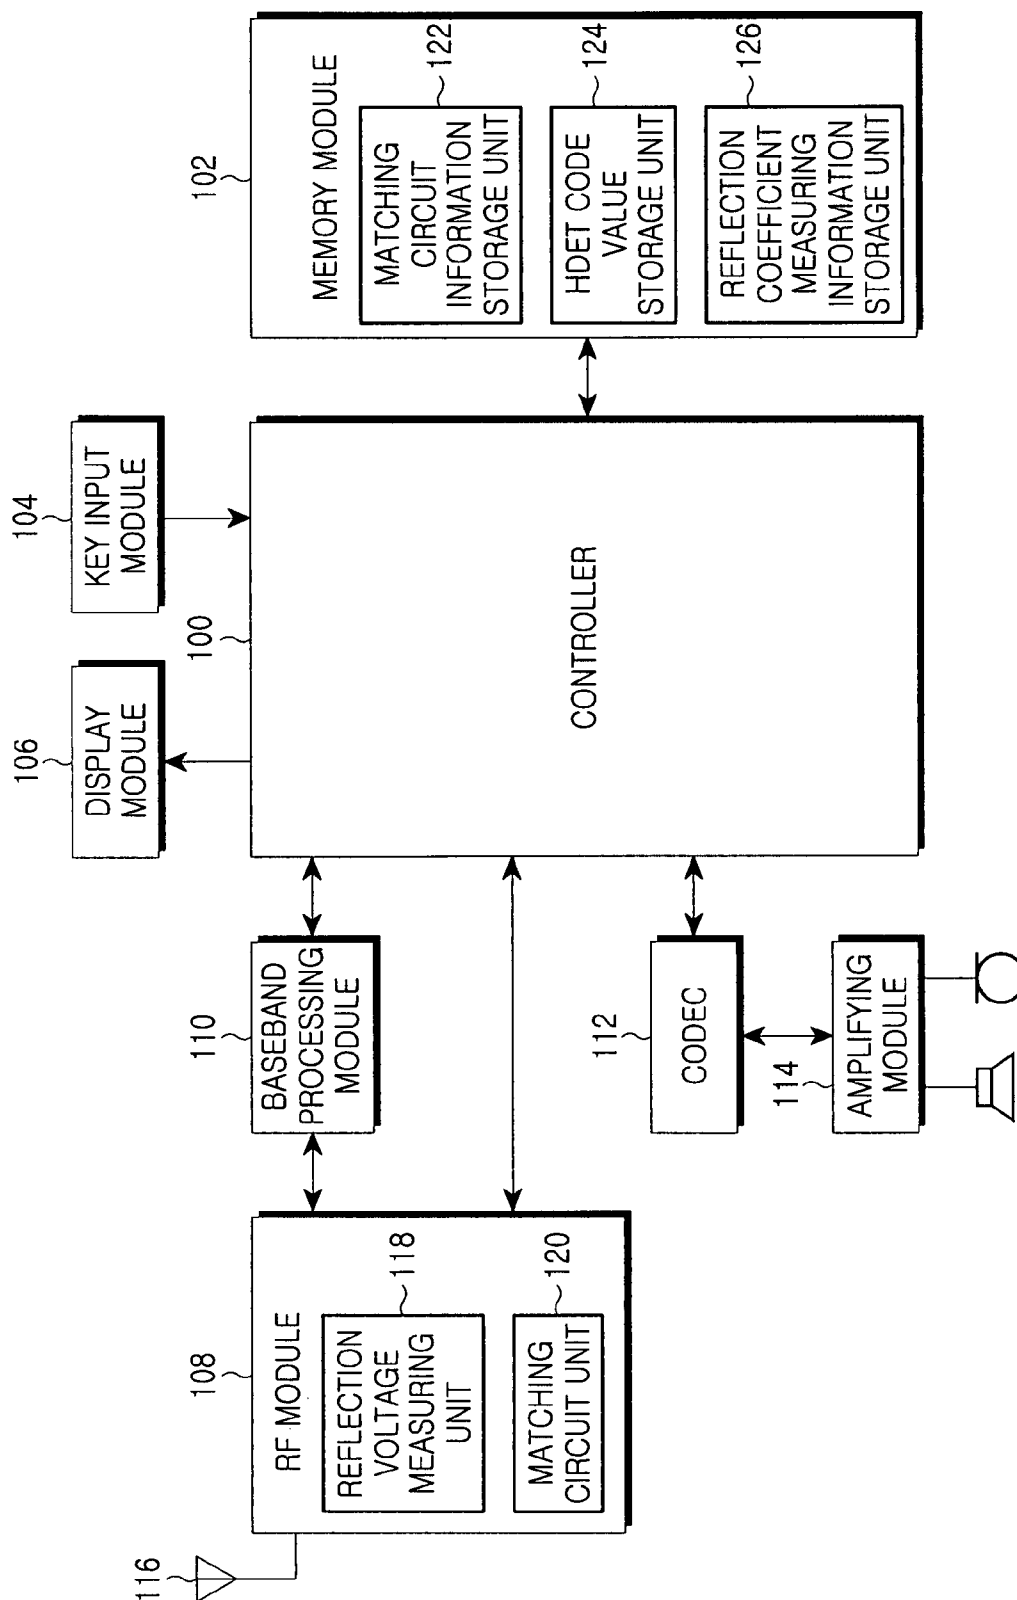 116
108
RF MODULE
REFLECTION
VOLTAGE
MEASURING
UNIT
118
MATCHING
CIRCUIT UNIT
120
110
BASEBAND
PROCESSING
MODULE
112
CODEC
114
AMPLIFYING
MODULE
106
DISPLAY
MODULE
104
KEY INPUT
MODULE
100
CONTROLLER
102
MEMORY MODULE
MATCHING
CIRCUIT
INFORMATION
STORAGE UNIT
122
HDET CODE
VALUE
STORAGE UNIT
124
REFLECTION
COEFFICIENT
MEASURING
INFORMATION
STORAGE UNIT
126